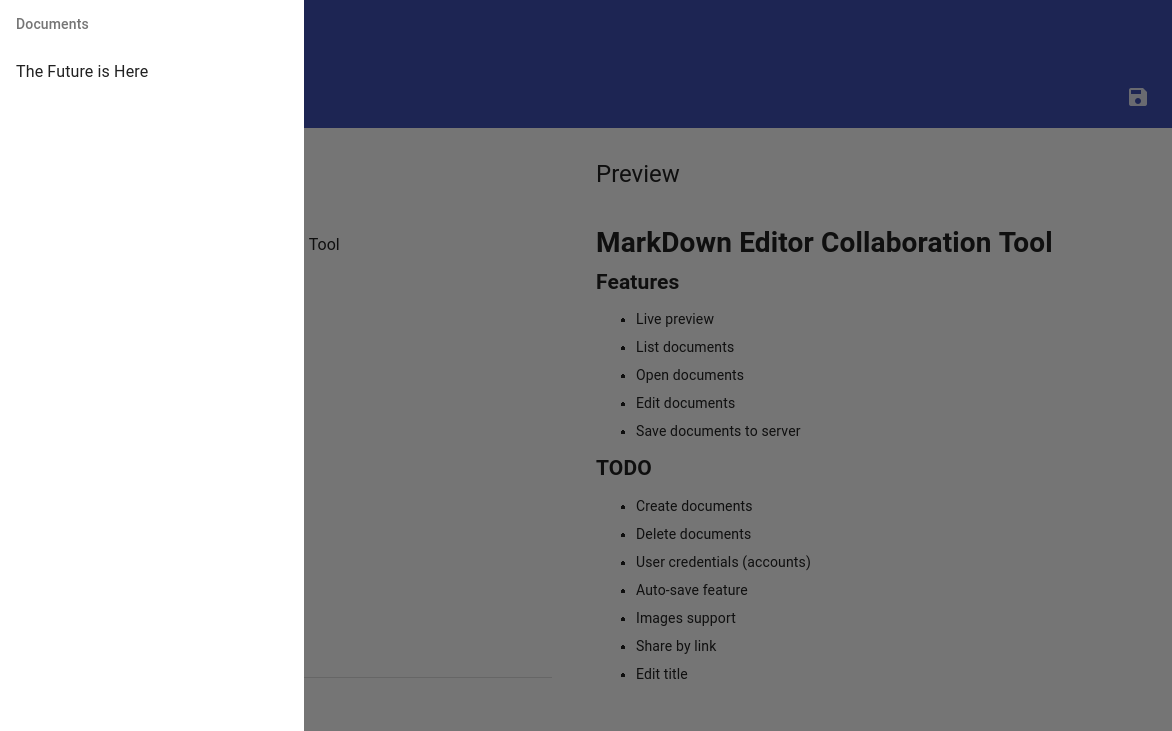 Documents
The Future is Here
Tool
Preview
MarkDown Editor Collaboration Tool
Features
Live preview
List documents
Open documents
Edit documents
Save documents to server
TODO
Create documents
Delete documents
User credentials (accounts)
Auto-save feature
Images support
Share by link
Edit title